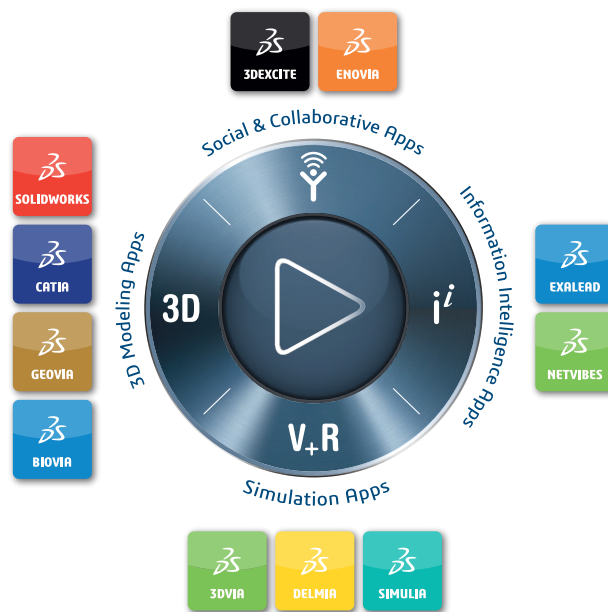 3DEXCITE
ENOVIA
Social & Collaborative Apps
SOLIDWORKS
CATIA
GEOVIA
BIOVIA
3D Modeling Apps
3D
iⁱ
Information Intelligence Apps
EXALEAD
NETVIBES
V+R
Simulation Apps
3DVIA
DELMIA
SIMULIA